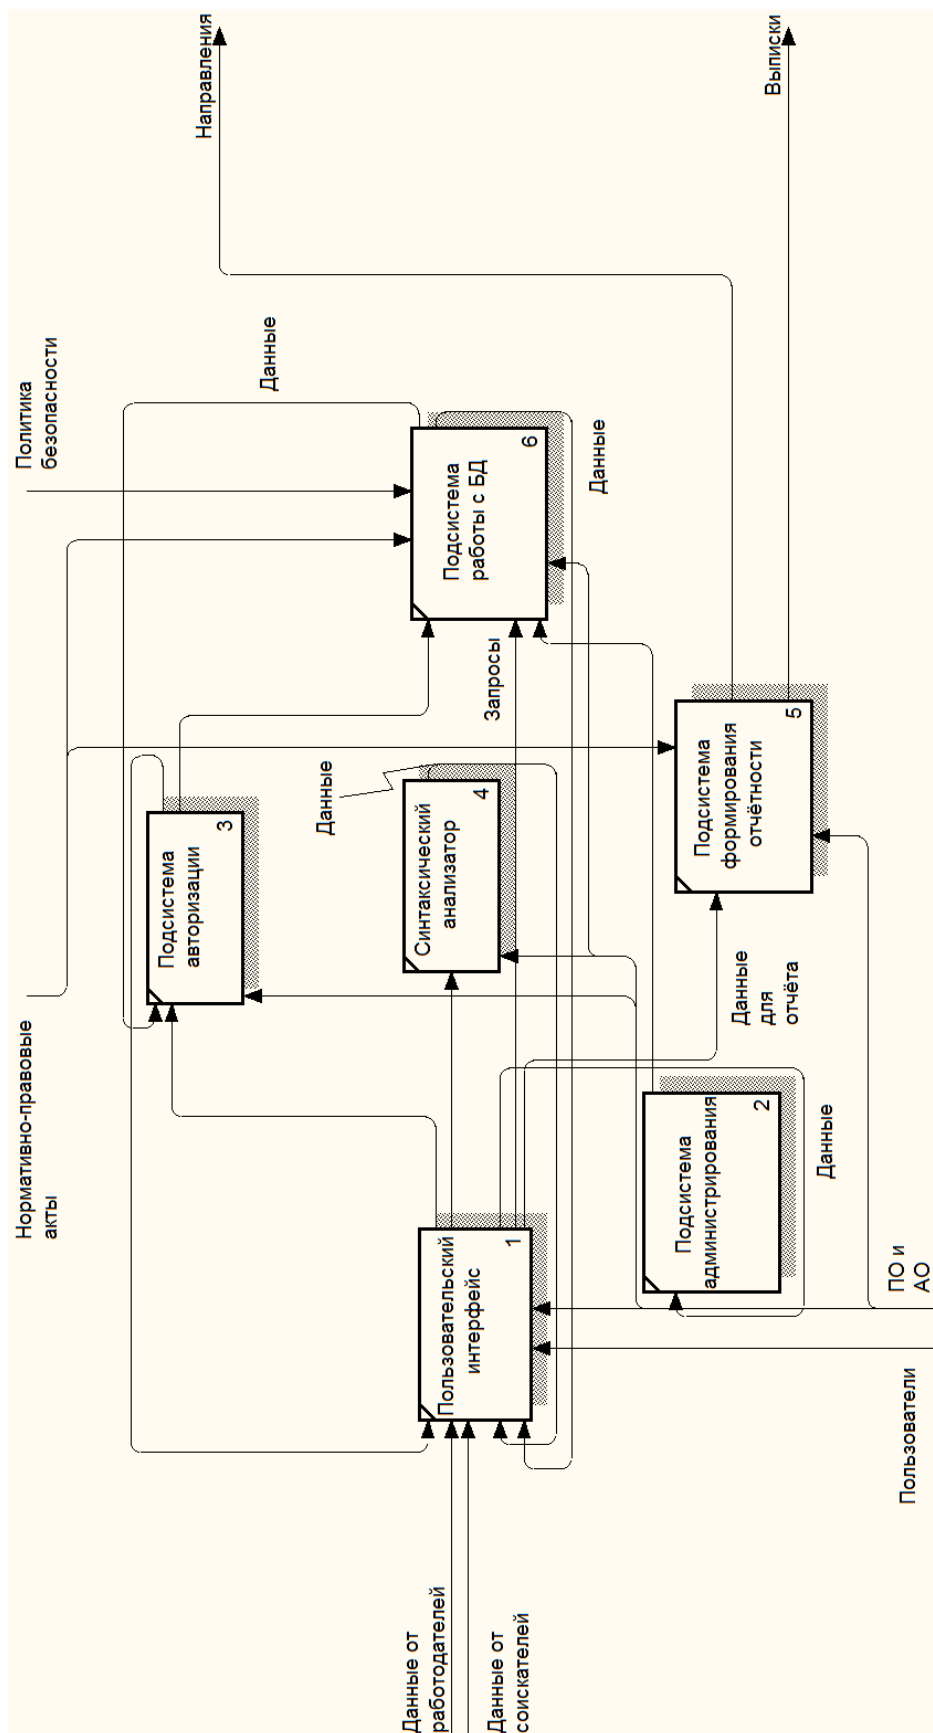 Нормативно-правовые
акты
Политика
безопасности
Направления
Данные
Подсистема
авторизации
3
Данные
Синтаксический
анализатор
4
Запросы
Подсистема
работы с БД
6
Данные
Данные от
работодателей
Данные от
соискателей
Пользовательский
интерфейс
1
Подсистема
администрирования
2
Данные
Данные
для
отчёта
Подсистема
формирования
отчётности
5
Выписки
Пользователи
ПО и
АО